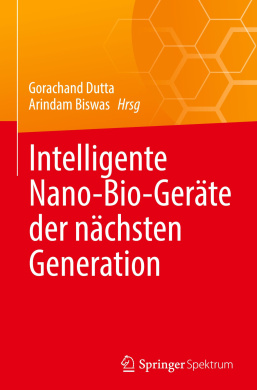 Gorachand Dutta
Arindam Biswas Hrsg
Intelligente
Nano-Bio-Geräte
der nächsten
Generation
Springer Spektrum